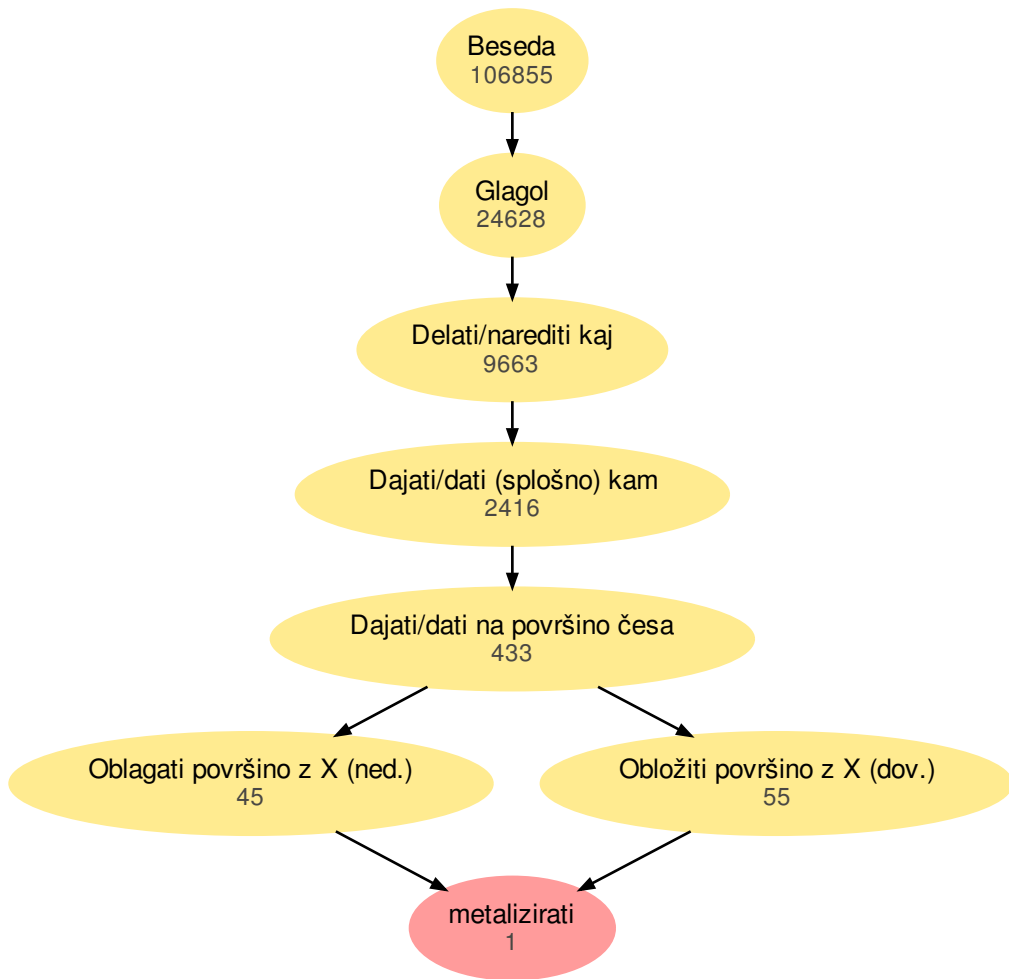 Beseda
106855
Glagol
24628
Delati/narediti kaj
9663
Dajati/dati (splošno) kam
2416
Dajati/dati na površino česa
433
Oblagati površino z X (ned.)
45
Obložiti površino z X (dov.)
55
metalizirati
1